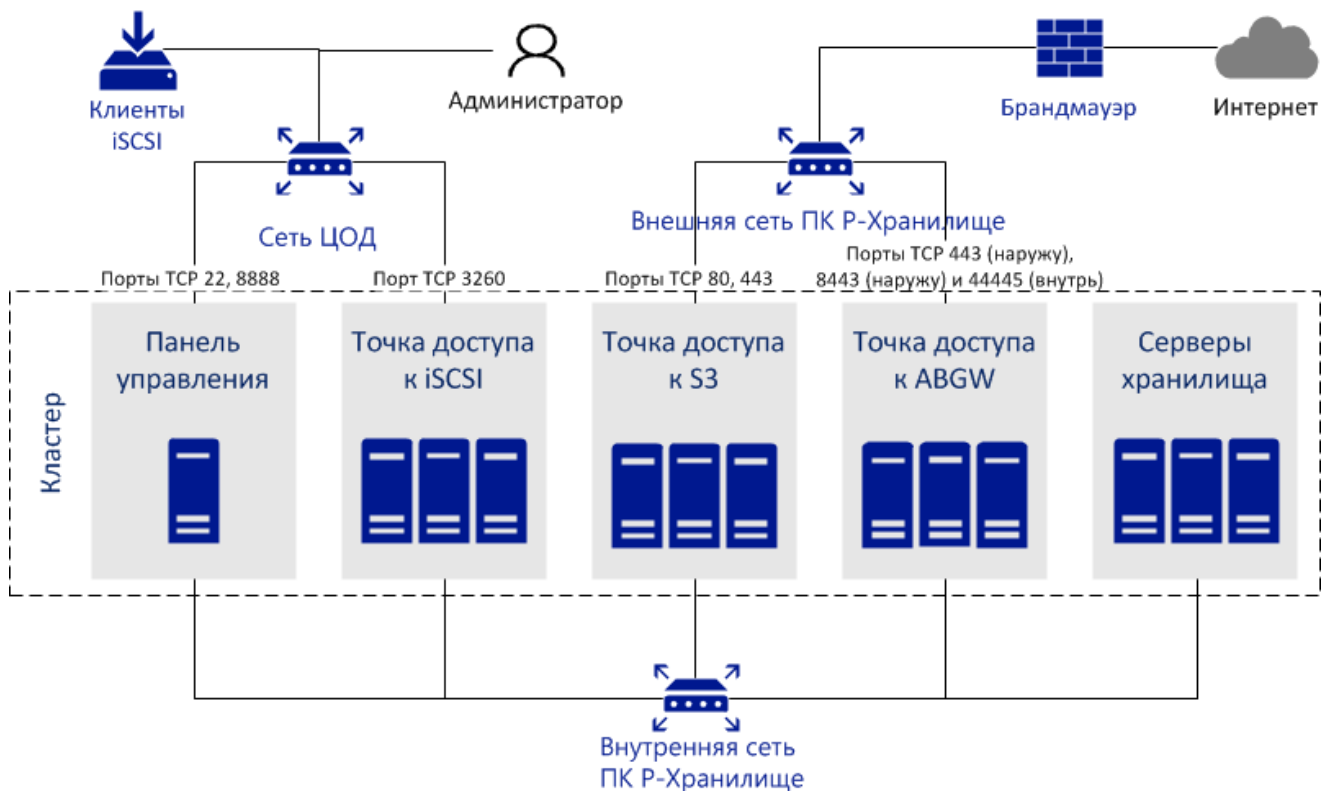 Клиенты
iSCSI
Администратор
Брандмауэр
Интернет
Сеть ЦОД
Внешняя сеть ПК Р-Хранилище
Порты TCP 22, 8888
Порт TCP 3260
Порты TCP 80, 443
Порты TCP 443 (наружу),
8443 (наружу) и 44445 (внутрь)
Кластер
Панель
управления
Точка доступа
к iSCSI
Точка доступа
к S3
Точка доступа
к ABGW
Серверы
хранилища
Внутренняя сеть
ПК Р-Хранилище